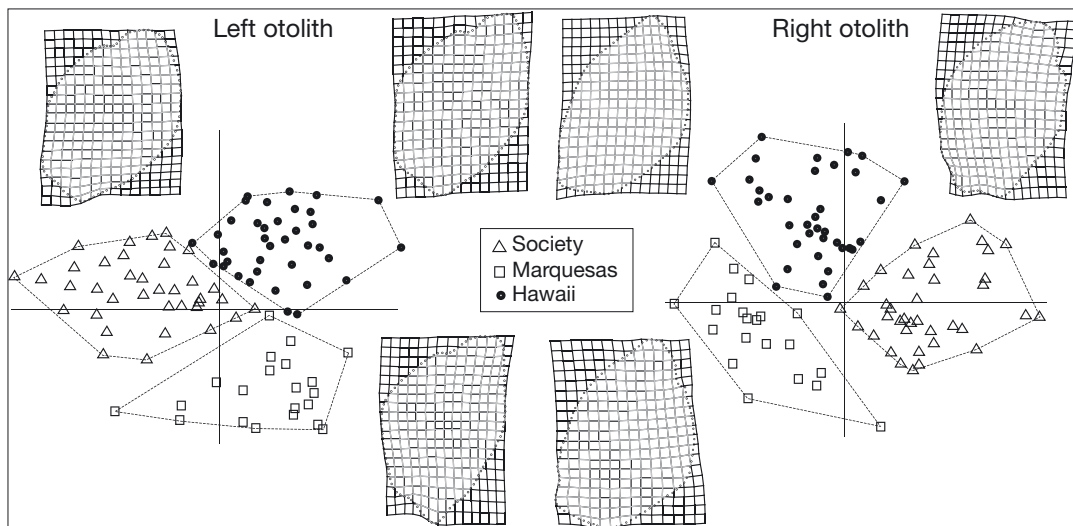 Left otolith
Right otolith
Society
Marquesas
Hawaii